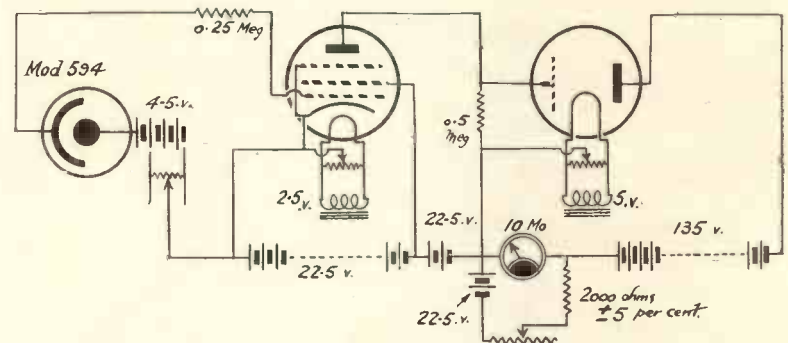 0.25 Meg
Mod 594
4.5.v.
0.5
meg
2.5.v.
5.v.
22.5.v.
10 Ma
135 v.
22.5 v.
22.5.v.
2000 ohms
± 5 per cent.